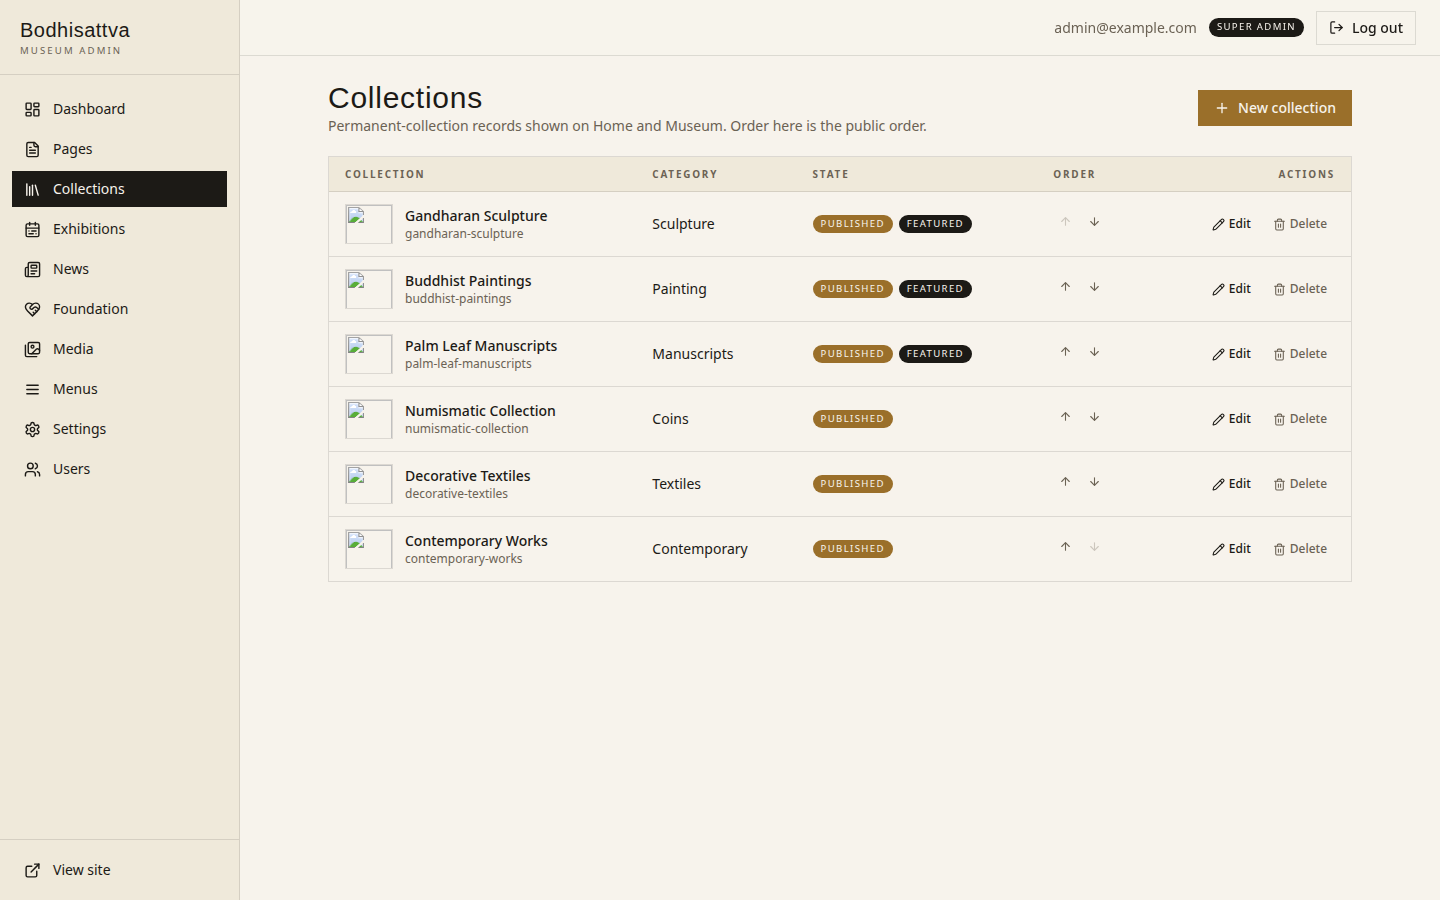 Bodhisattva
MUSEUM ADMIN
Dashboard
Pages
Collections
Exhibitions
News
Foundation
Media
Menus
Settings
Users
View site
admin@example.com SUPER ADMIN Log out
Collections
Permanent-collection records shown on Home and Museum. Order here is the public order.
New collection
COLLECTION CATEGORY STATE ORDER ACTIONS
Gandharan Sculpture
gandharan-sculpture
Sculpture PUBLISHED FEATURED Edit Delete
Buddhist Paintings
buddhist-paintings
Painting PUBLISHED FEATURED Edit Delete
Palm Leaf Manuscripts
palm-leaf-manuscripts
Manuscripts PUBLISHED FEATURED Edit Delete
Numismatic Collection
numismatic-collection
Coins PUBLISHED Edit Delete
Decorative Textiles
decorative-textiles
Textiles PUBLISHED Edit Delete
Contemporary Works
contemporary-works
Contemporary PUBLISHED Edit Delete